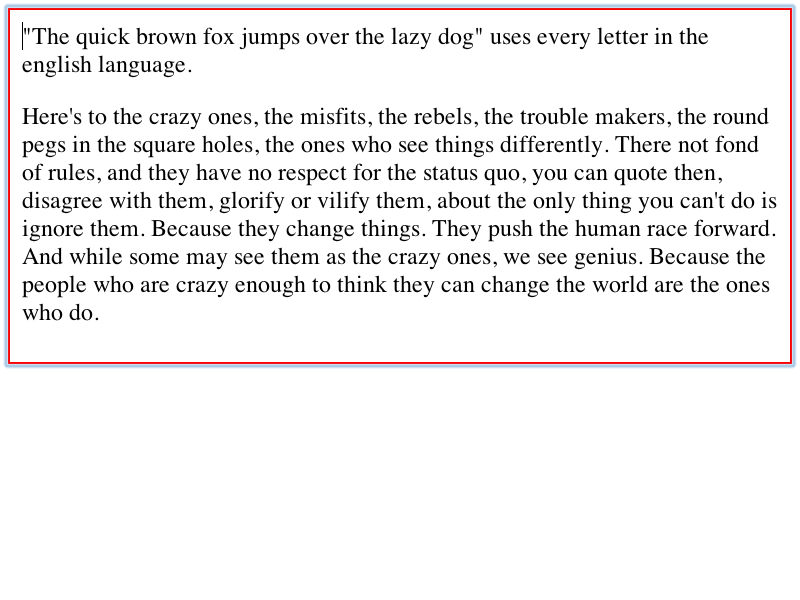 "The quick brown fox jumps over the lazy dog" uses every letter in the
english language.
Here's to the crazy ones, the misfits, the rebels, the trouble makers, the round
pegs in the square holes, the ones who see things differently. There not fond
of rules, and they have no respect for the status quo, you can quote then,
disagree with them, glorify or vilify them, about the only thing you can't do is
ignore them. Because they change things. They push the human race forward.
And while some may see them as the crazy ones, we see genius. Because the
people who are crazy enough to think they can change the world are the ones
who do.